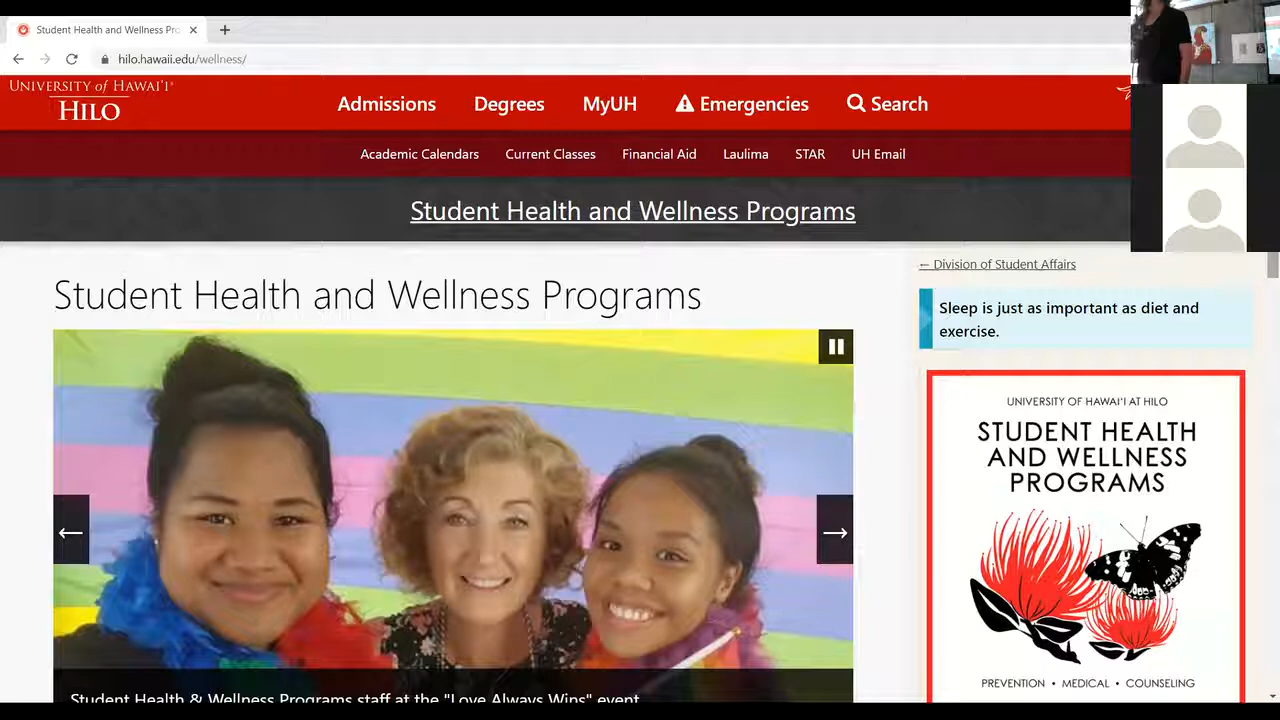 Student Health and Wellness Pro
hilo.hawaii.edu/wellness/
UNIVERSITY of HAWAIʻI®
HILO
Admissions
Degrees
MyUH
Emergencies
Search
Academic Calendars
Current Classes
Financial Aid
Laulima
STAR
UH Email
Student Health and Wellness Programs
← Division of Student Affairs
Student Health and Wellness Programs
Sleep is just as important as diet and
exercise.
UNIVERSITY OF HAWAIʻI AT HILO
STUDENT HEALTH
AND WELLNESS
PROGRAMS
PREVENTION • MEDICAL • COUNSELING
Student Health & Wellness Programs staff at the "Love Always Wins" event